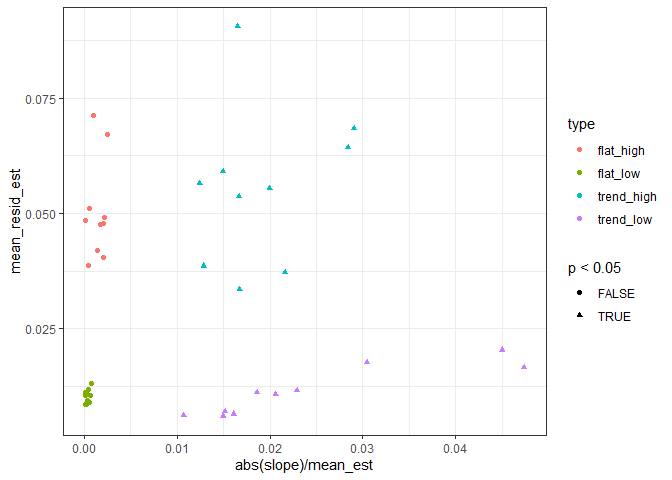 0.075
0.050
0.025
mean_resid_est
0.00
0.01
0.02
0.03
0.04
abs(slope)/mean_est
type
flat_high
flat_low
trend_high
trend_low
p < 0.05
FALSE
TRUE